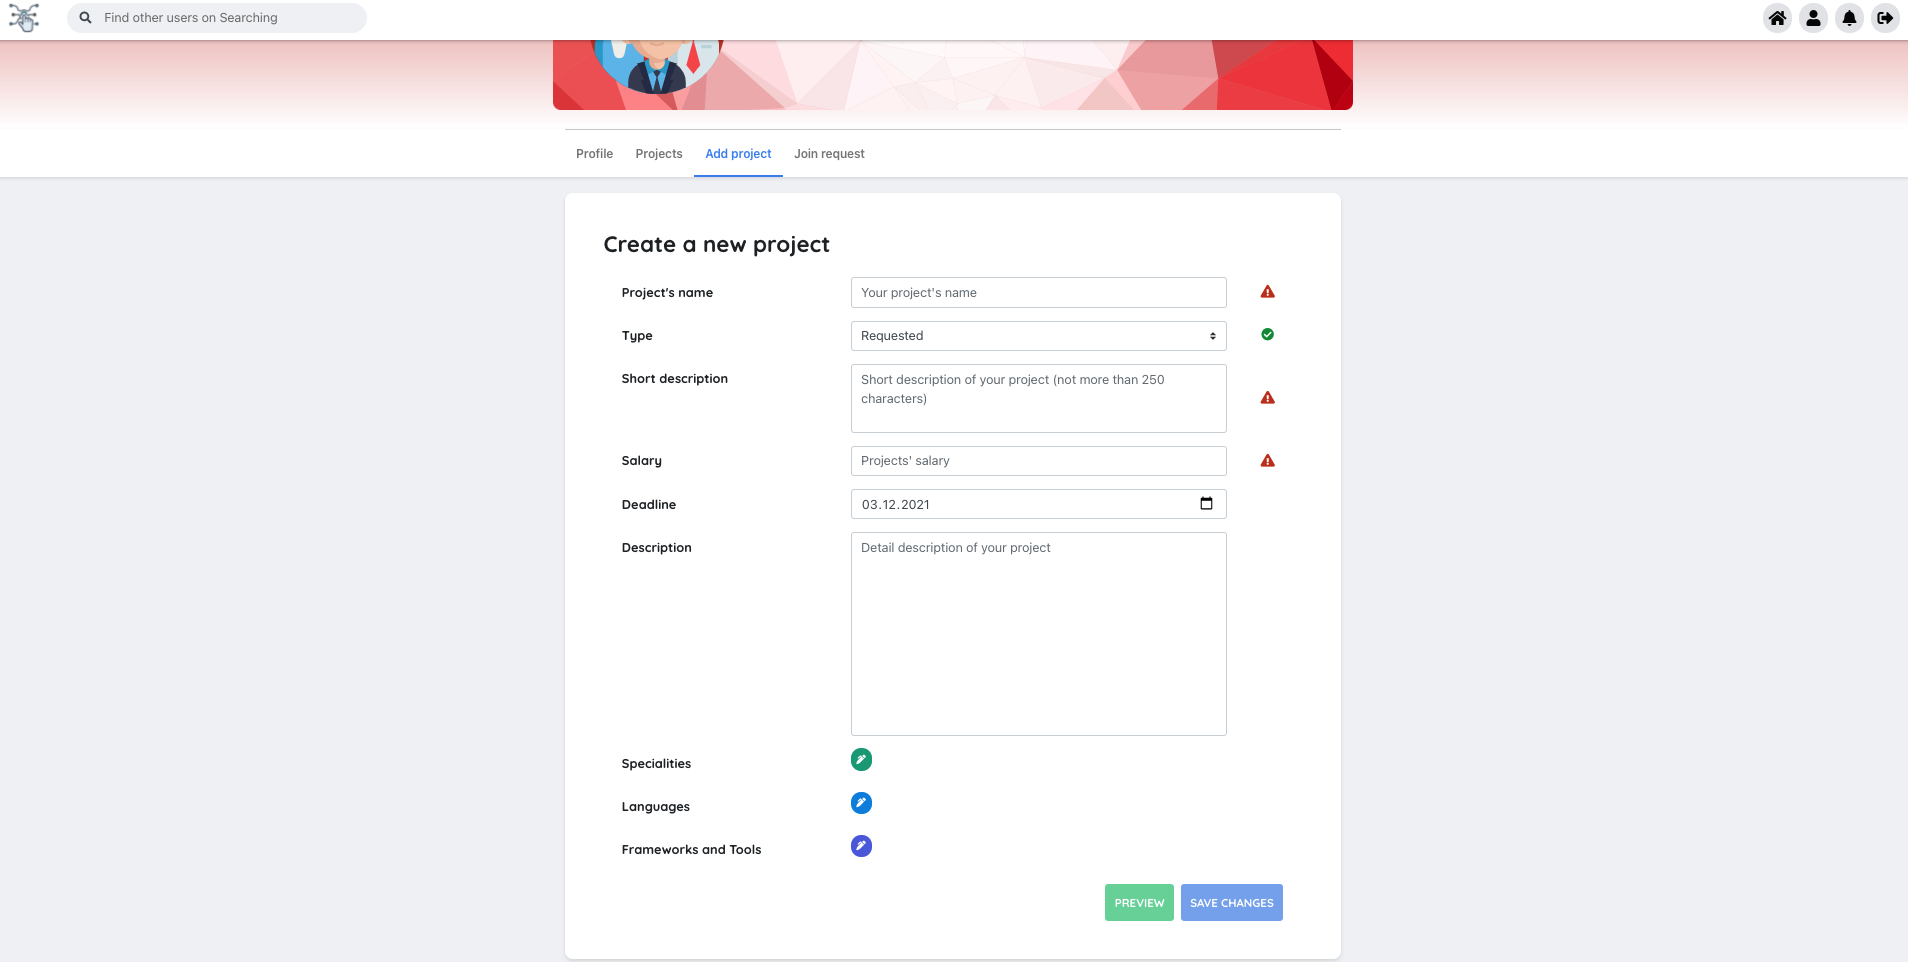 Find other users on Searching
Profile
Projects
Add project
Join request
Create a new project
Project's name
Your project's name
Type
Requested
Short description
Short description of your project (not more than 250
characters)
Salary
Projects' salary
Deadline
03.12.2021
Description
Detail description of your project
Specialities
Languages
Frameworks and Tools
PREVIEW
SAVE CHANGES